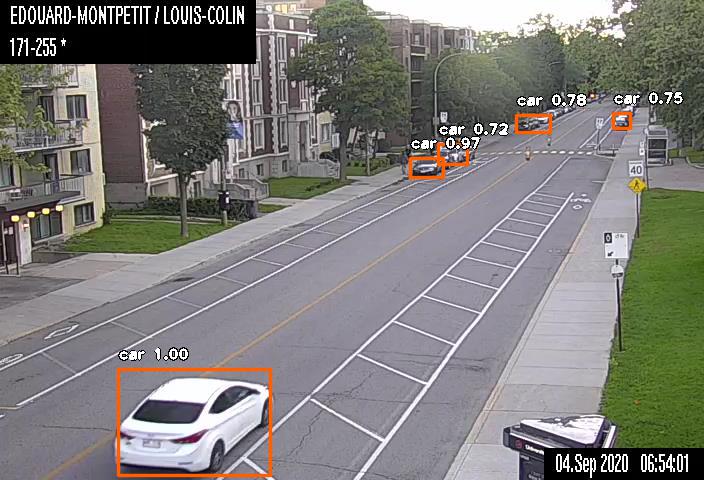 EDOUARD-MONTPETIT / LOUIS-COLIN
171-255 *
car 0.78
car 0.75
car 0.72
car 0.97
40
car 1.00
04.Sep 2020 06:54:01